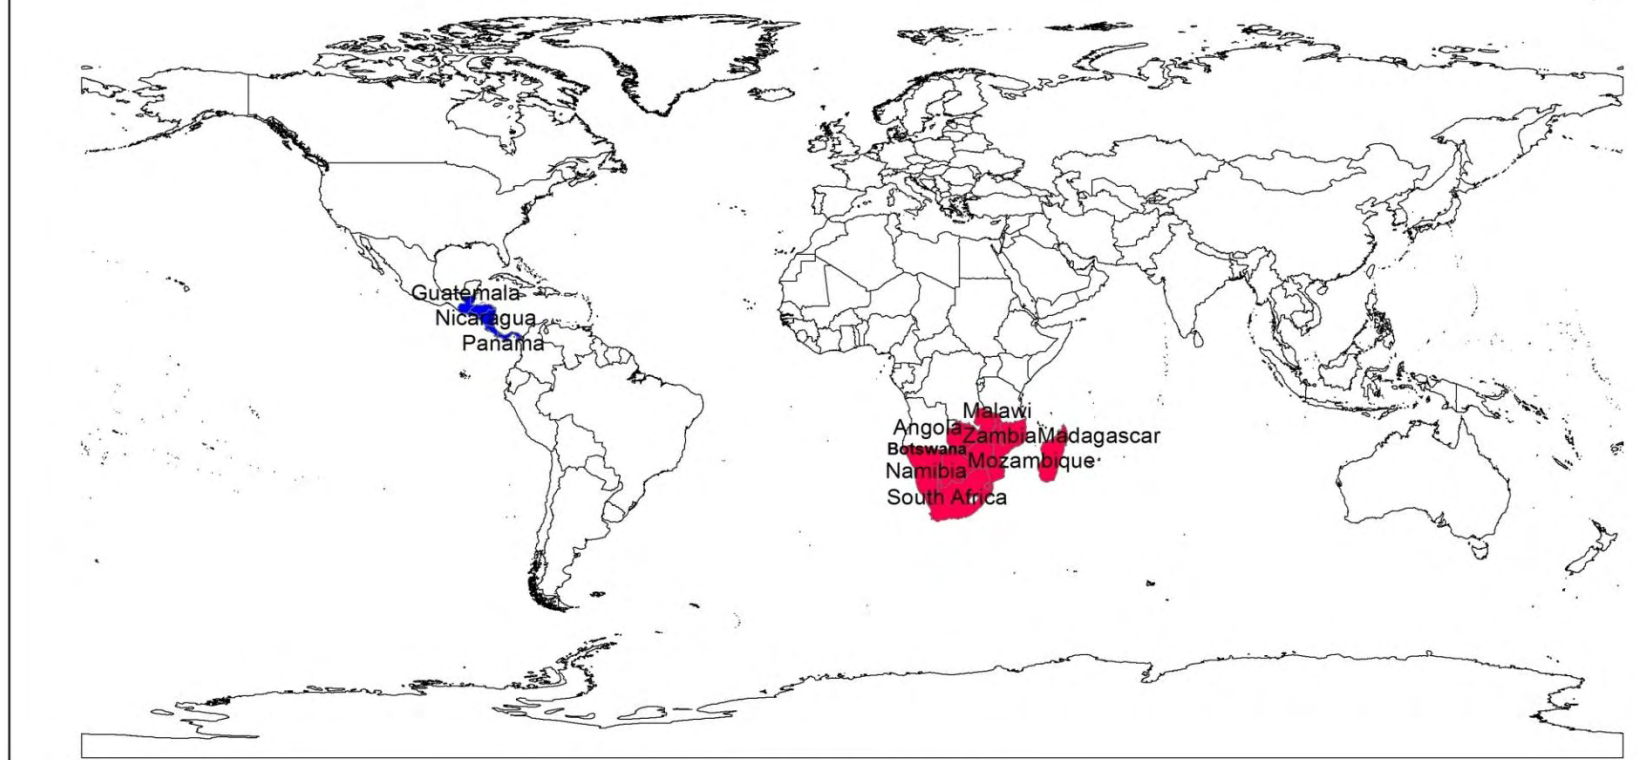 Guatemala
Nicaragua
Panama
Malawi
Angola
Zambia
Madagascar
Botswana
Mozambique
Namibia
South Africa